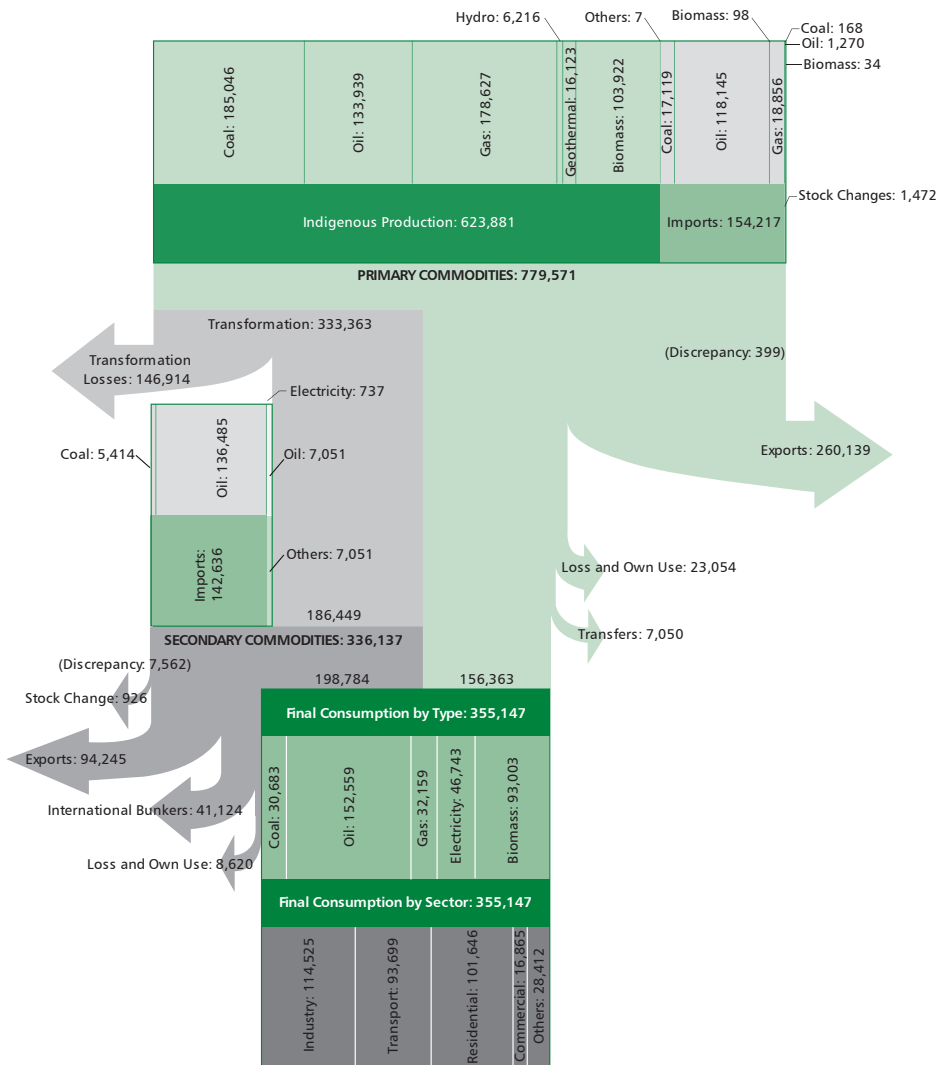 Hydro: 6,216
Others: 7
Biomass: 98
Coal: 168
Oil: 1,270
Biomass: 34
Coal: 185,046
Oil: 133,939
Gas: 178,627
Geothermal: 16,123
Biomass: 103,922
Coal: 17,119
Oil: 118,145
Gas: 18,856
Stock Changes: 1,472
Indigenous Production: 623,881
Imports: 154,217
PRIMARY COMMODITIES: 779,571
Transformation: 333,363
(Discrepancy: 399)
Transformation
Losses: 146,914
Electricity: 737
Coal: 5,414
Oil: 136,485
Oil: 7,051
Exports: 260,139
Imports:
142,636
Others: 7,051
Loss and Own Use: 23,054
186,449
Transfers: 7,050
SECONDARY COMMODITIES: 336,137
(Discrepancy: 7,562)
198,784
156,363
Stock Change: 926
Final Consumption by Type: 355,147
Exports: 94,245
International Bunkers: 41,124
Coal: 30,683
Oil: 152,559
Gas: 32,159
Electricity: 46,743
Biomass: 93,003
Loss and Own Use: 8,620
Final Consumption by Sector: 355,147
Industry: 114,525
Transport: 93,699
Residential: 101,646
Commercial: 16,865
Others: 28,412